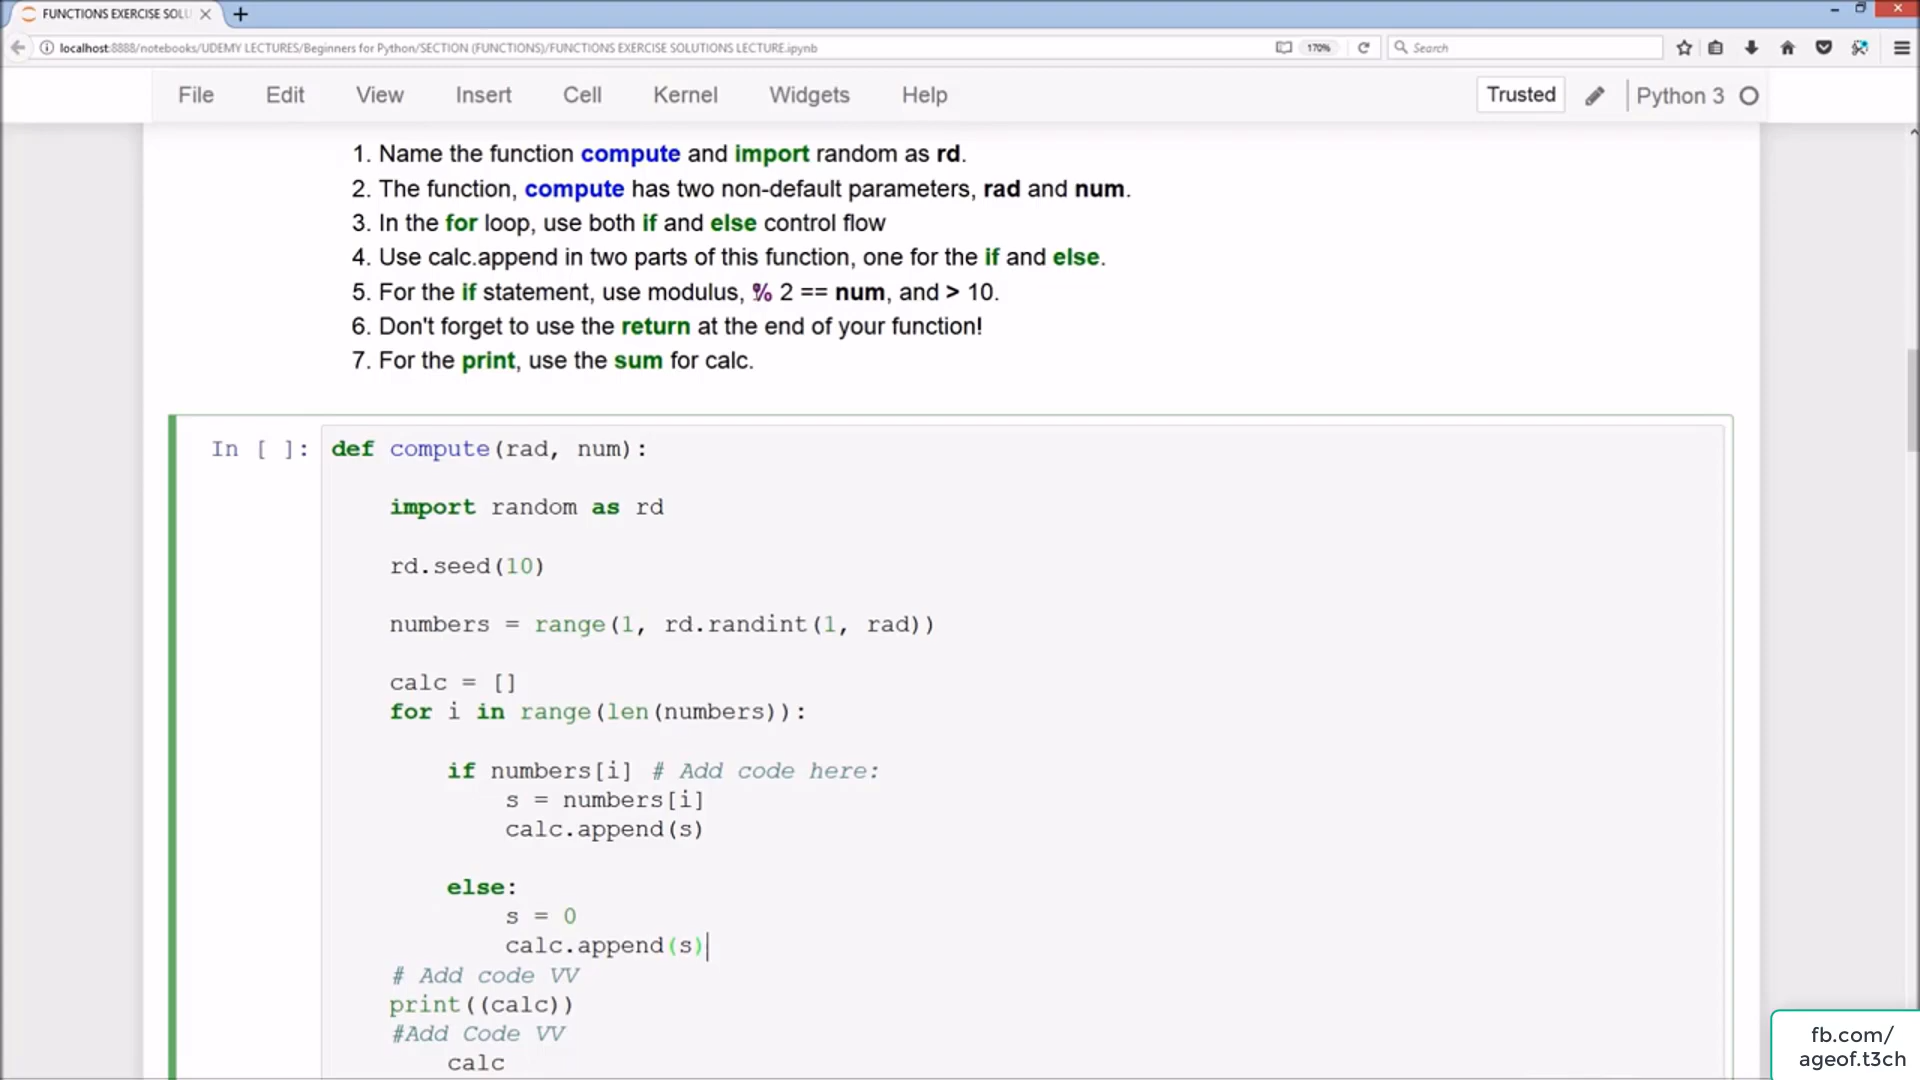 FUNCTIONS EXERCISE SOLU
localhost:8888/notebooks/UDEMY LECTURES/Beginners for Python/SECTION (FUNCTIONS)/FUNCTIONS EXERCISE SOLUTIONS LECTURE.ipynb
170%
Search
File Edit View Insert Cell Kernel Widgets Help
Trusted
Python 3
1. Name the function compute and import random as rd.
2. The function, compute has two non-default parameters, rad and num.
3. In the for loop, use both if and else control flow
4. Use calc.append in two parts of this function, one for the if and else.
5. For the if statement, use modulus, % 2 == num, and > 10.
6. Don't forget to use the return at the end of your function!
7. For the print, use the sum for calc.
In [ ]: def compute(rad, num):
import random as rd
rd.seed(10)
numbers = range(1, rd.randint(1, rad))
calc = []
for i in range(len(numbers)):
if numbers[i] # Add code here:
s = numbers[i]
calc.append(s)
else:
s = 0
calc.append(s)
# Add code VV
print((calc))
#Add Code VV
calc
fb.com/
ageof.t3ch